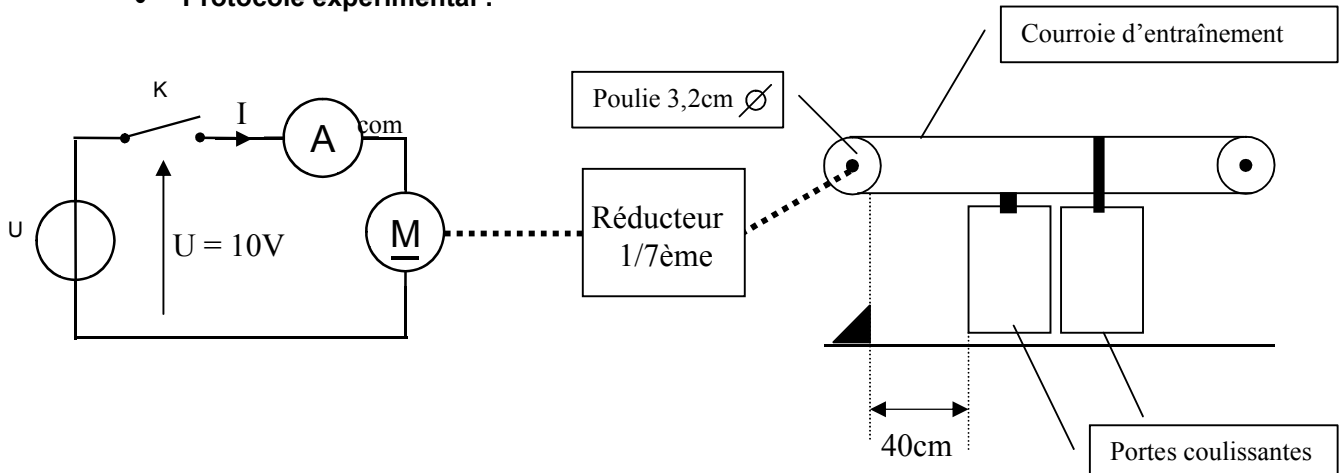 • Protocole expérimental :
Courroie d’entraînement
Poulie 3,2cm ∅
K
I
A
com
U
U = 10V
M
Réducteur
1/7ème
40cm
Portes coulissantes